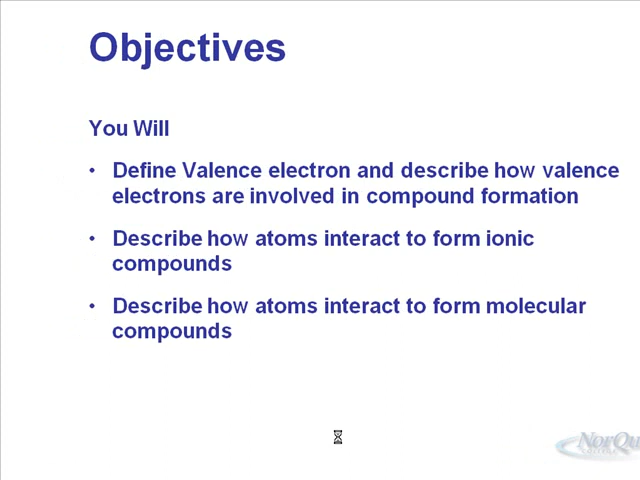 Objectives
You Will
• Define Valence electron and describe how valence
electrons are involved in compound formation
• Describe how atoms interact to form ionic
compounds
• Describe how atoms interact to form molecular
compounds
NorQu